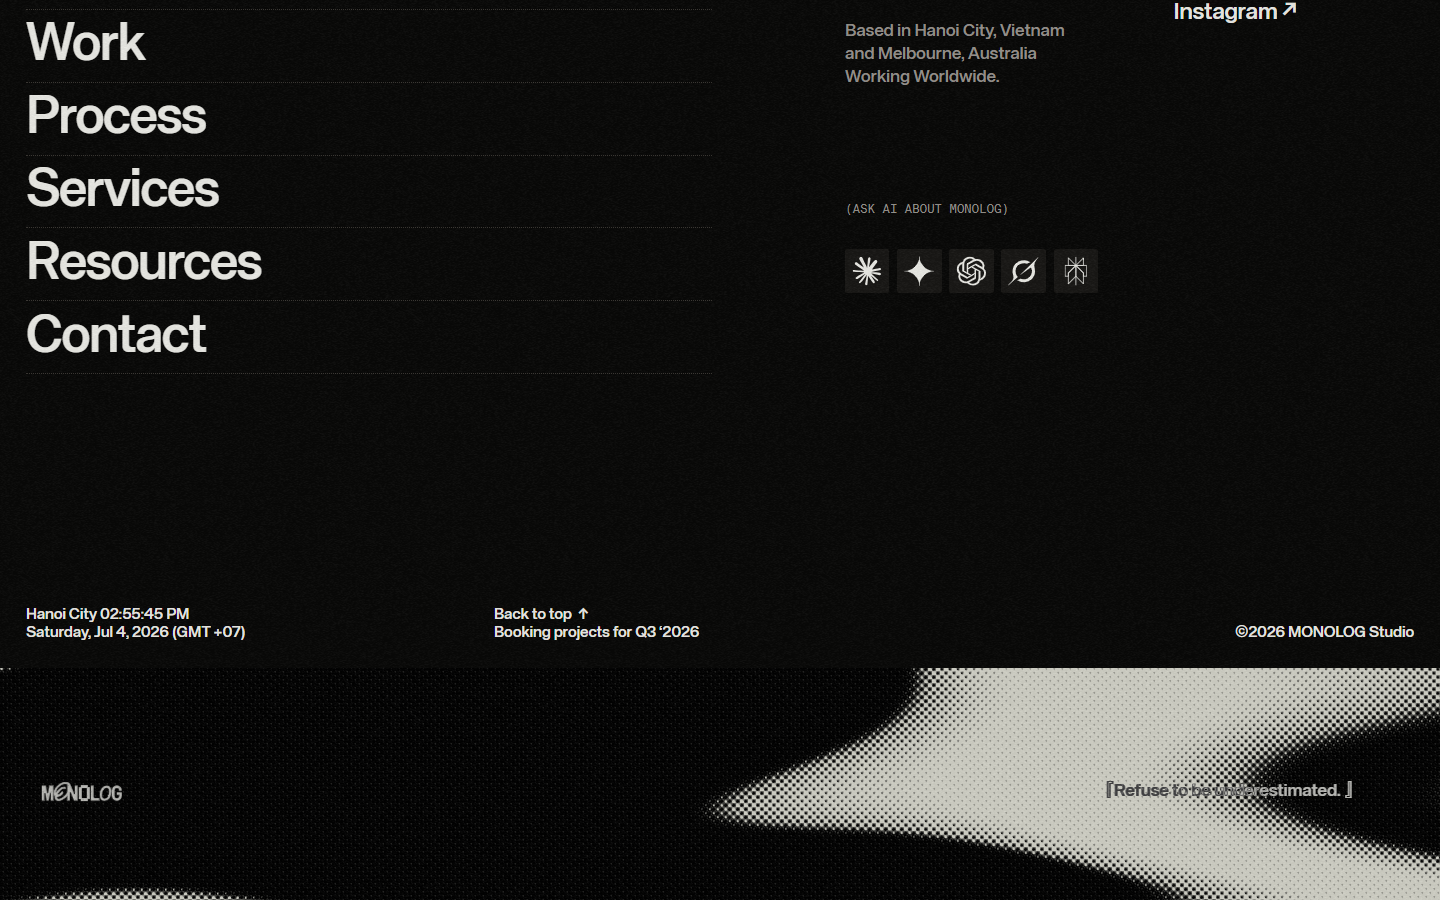 Work
Process
Services
Resources
Contact
Instagram
Based in Hanoi City, Vietnam
and Melbourne, Australia
Working Worldwide.
(ASK AI ABOUT MONOLOG)
Hanoi City 02:55:45 PM
Saturday, Jul 4, 2026 (GMT +07)
Back to top ↑
Booking projects for Q3 ‘2026
©2026 MONOLOG Studio
MONOLOG
『Refuse to be underestimated. 』